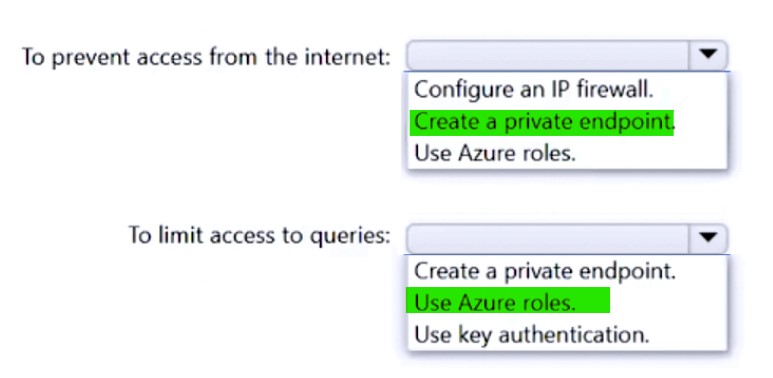 To prevent access from the internet:
Configure an IP firewall.
Create a private endpoint.
Use Azure roles.
To limit access to queries:
Create a private endpoint.
Use Azure roles.
Use key authentication.